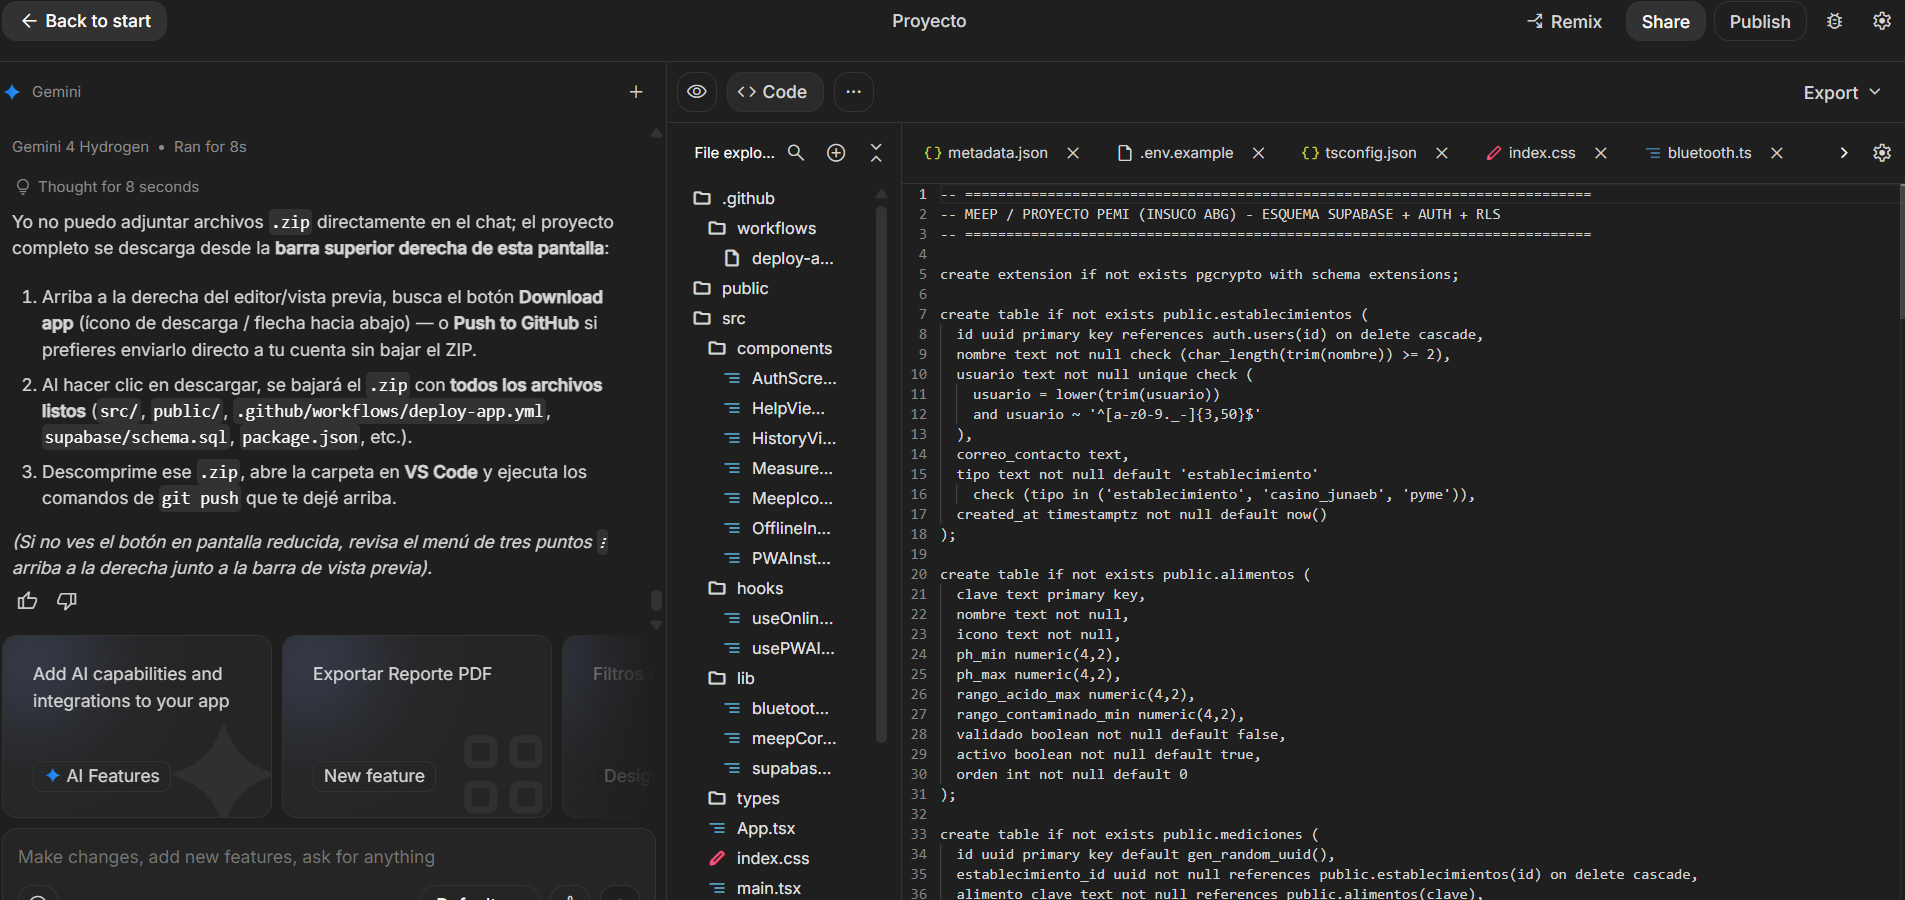 Back to start
Proyecto
Remix
Share
Publish
Gemini
Gemini 4 Hydrogen • Ran for 8s
Thought for 8 seconds
Yo no puedo adjuntar archivos .zip directamente en el chat; el proyecto
completo se descarga desde la barra superior derecha de esta pantalla:
1. Arriba a la derecha del editor/vista previa, busca el botón Download
app (ícono de descarga / flecha hacia abajo) — o Push to GitHub si
prefieres enviarlo directo a tu cuenta sin bajar el ZIP.
2. Al hacer clic en descargar, se bajará el .zip con todos los archivos
listos (src/, public/, .github/workflows/deploy-app.yml,
supabase/schema.sql, package.json, etc.).
3. Descomprime ese .zip, abre la carpeta en VS Code y ejecuta los
comandos de git push que te dejé arriba.
(Si no ves el botón en pantalla reducida, revisa el menú de tres puntos ⋮
arriba a la derecha junto a la barra de vista previa).
Add AI capabilities and
integrations to your app
AI Features
Exportar Reporte PDF
New feature
Filtros
Desig
Make changes, add new features, ask for anything
Default
<> Code
Export
File explo...
.github
workflows
deploy-a...
public
src
components
AuthScre...
HelpVie...
HistoryVi...
Measure...
MeepIco...
OfflineIn...
PWAInst...
hooks
useOnlin...
usePWAI...
lib
bluetoot...
meepCor...
supabas...
types
App.tsx
index.css
main.tsx
{} metadata.json
.env.example
{} tsconfig.json
index.css
bluetooth.ts
1 -- ============================================================================
2 -- MEEP / PROYECTO PEMI (INSUCO ABG) - ESQUEMA SUPABASE + AUTH + RLS
3 -- ============================================================================
4
5 create extension if not exists pgcrypto with schema extensions;
6
7 create table if not exists public.establecimientos (
8 id uuid primary key references auth.users(id) on delete cascade,
9 nombre text not null check (char_length(trim(nombre)) >= 2),
10 usuario text not null unique check (
11 usuario = lower(trim(usuario))
12 and usuario ~ '^[a-z0-9._-]{3,50}$'
13 ),
14 correo_contacto text,
15 tipo text not null default 'establecimiento'
16 check (tipo in ('establecimiento', 'casino_junaeb', 'pyme')),
17 created_at timestamptz not null default now()
18 );
19
20 create table if not exists public.alimentos (
21 clave text primary key,
22 nombre text not null,
23 icono text not null,
24 ph_min numeric(4,2),
25 ph_max numeric(4,2),
26 rango_acido_max numeric(4,2),
27 rango_contaminado_min numeric(4,2),
28 validado boolean not null default false,
29 activo boolean not null default true,
30 orden int not null default 0
31 );
32
33 create table if not exists public.mediciones (
34 id uuid primary key default gen_random_uuid(),
35 establecimiento_id uuid not null references public.establecimientos(id) on delete cascade,
36 alimento_clave text not null references public.alimentos(clave),